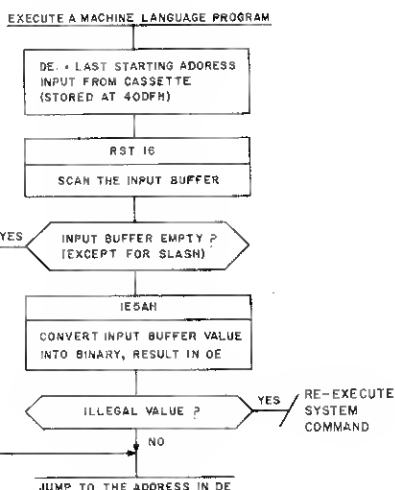 EXECUTE A MACHINE LANGUAGE PROGRAM
DE = LAST STARTING ADDRESS
INPUT FROM CASSETTE
(STORED AT 40DFH)
RST 16
SCAN THE INPUT BUFFER
YES
INPUT BUFFER EMPTY ?
(EXCEPT FOR SLASH)
1E5AH
CONVERT INPUT BUFFER VALUE
INTO BINARY, RESULT IN DE
ILLEGAL VALUE ?
YES
RE-EXECUTE
SYSTEM
COMMAND
NO
JUMP TO THE ADDRESS IN DE